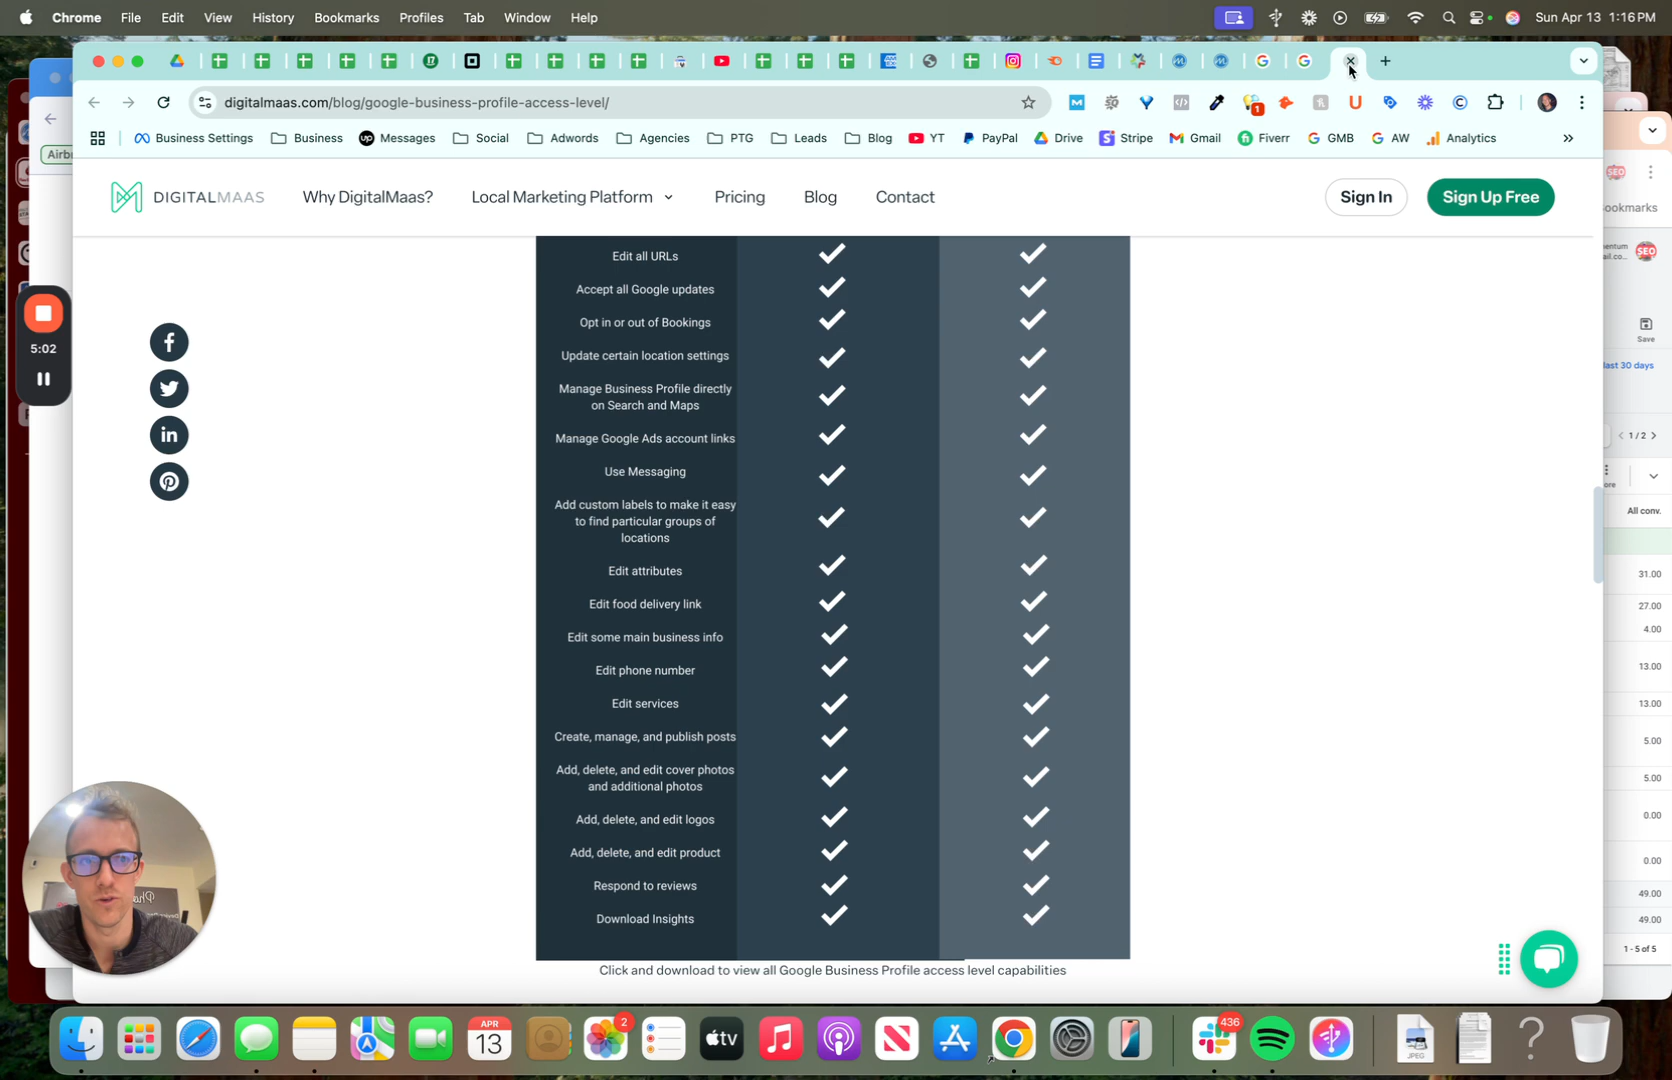 Chrome File Edit View History Bookmarks Profiles Tab Window Help
Sun Apr 13 1:16 PM
digitalmaas.com/blog/google-business-profile-access-level/
Business Settings Business Messages Social Adwords Agencies PTG Leads Blog YT PayPal Drive Stripe Gmail Fiverr GMB AW Analytics
DIGITALMAAS Why DigitalMaas? Local Marketing Platform Pricing Blog Contact Sign In Sign Up Free
Edit all URLs
Accept all Google updates
Opt in or out of Bookings
Update certain location settings
Manage Business Profile directly
on Search and Maps
Manage Google Ads account links
Use Messaging
Add custom labels to make it easy
to find particular groups of
locations
Edit attributes
Edit food delivery link
Edit some main business info
Edit phone number
Edit services
Create, manage, and publish posts
Add, delete, and edit cover photos
and additional photos
Add, delete, and edit logos
Add, delete, and edit product
Respond to reviews
Download Insights
Click and download to view all Google Business Profile access level capabilities
5:02
SEO
ookmarks
SEO
Save
last 30 days
1 / 2
All conv.
31.00
27.00
4.00
13.00
13.00
5.00
5.00
0.00
0.00
49.00
49.00
1 - 5 of 5
APR
13
2
tv
436
JPEG